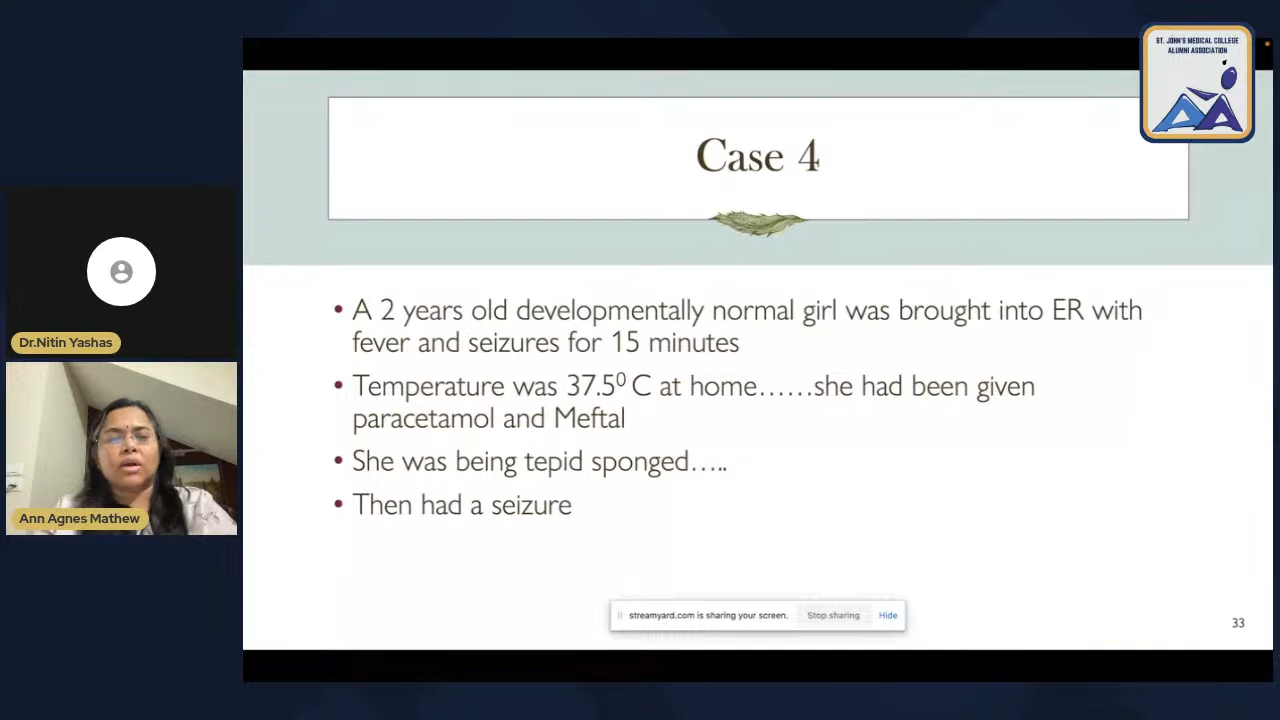 ST. JOHN'S MEDICAL COLLEGE
ALUMNI ASSOCIATION
Case 4
• A 2 years old developmentally normal girl was brought into ER with
fever and seizures for 15 minutes
• Temperature was 37.5⁰ C at home……she had been given
paracetamol and Meftal
• She was being tepid sponged…..
• Then had a seizure
Dr.Nitin Yashas
Ann Agnes Mathew
streamyard.com is sharing your screen. Stop sharing Hide
33